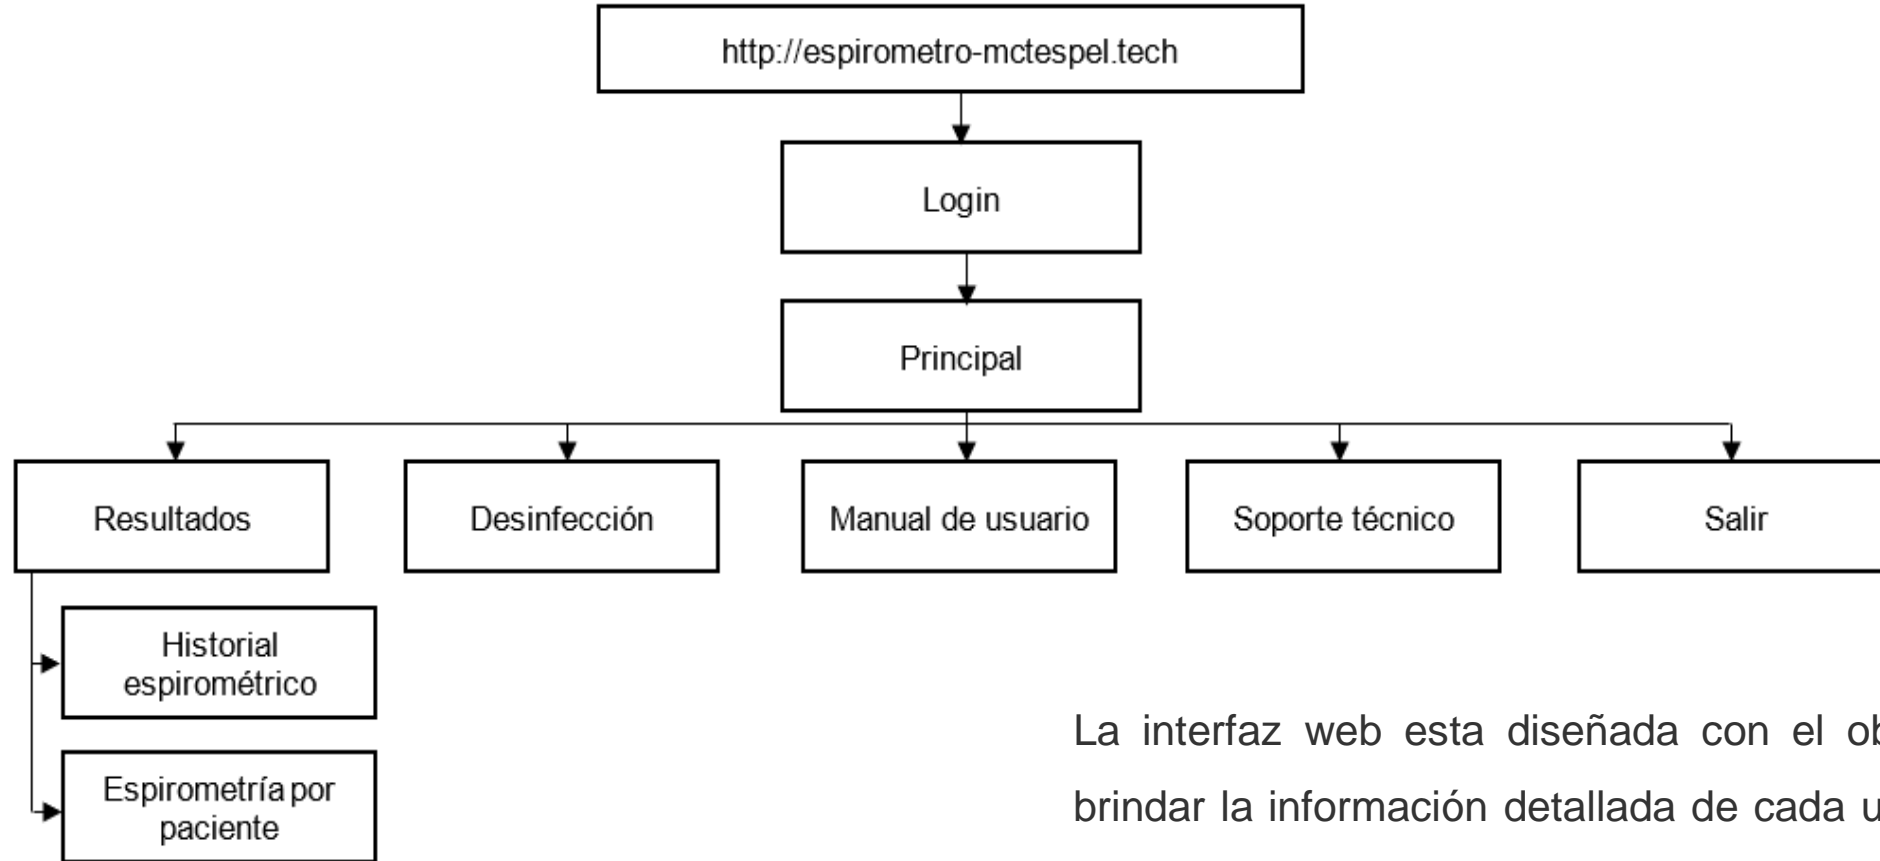 http://espirometro-mctespel.tech
Login
Principal
Resultados
Desinfección
Manual de usuario
Soporte técnico
Salir
Historial
espirométrico
Espirometría por
paciente
La interfaz web esta diseñada con el
brindar la información detallada de cada